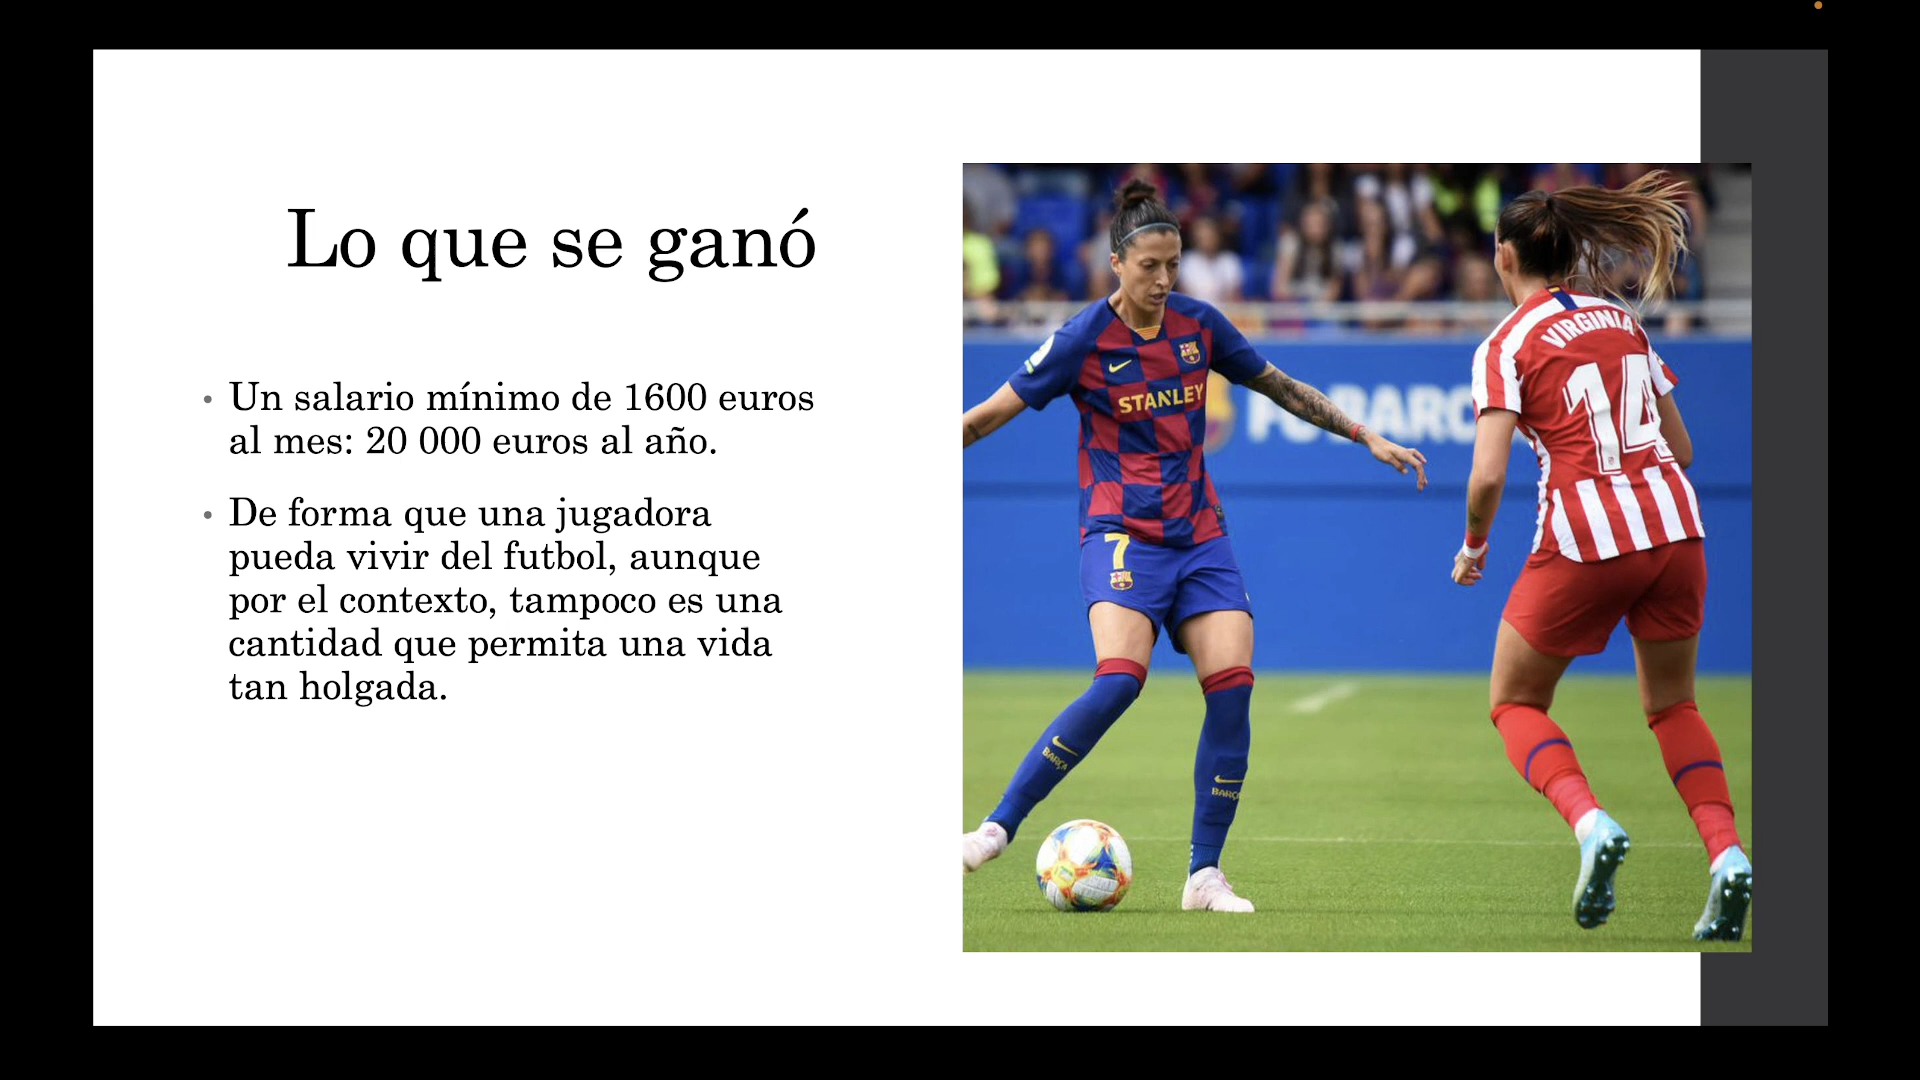 Lo que se ganó
• Un salario mínimo de 1600 euros
al mes: 20 000 euros al año.
• De forma que una jugadora
pueda vivir del futbol, aunque
por el contexto, tampoco es una
cantidad que permita una vida
tan holgada.
STANLEY
VIRGINIA
14
7
BARÇA
BARÇA